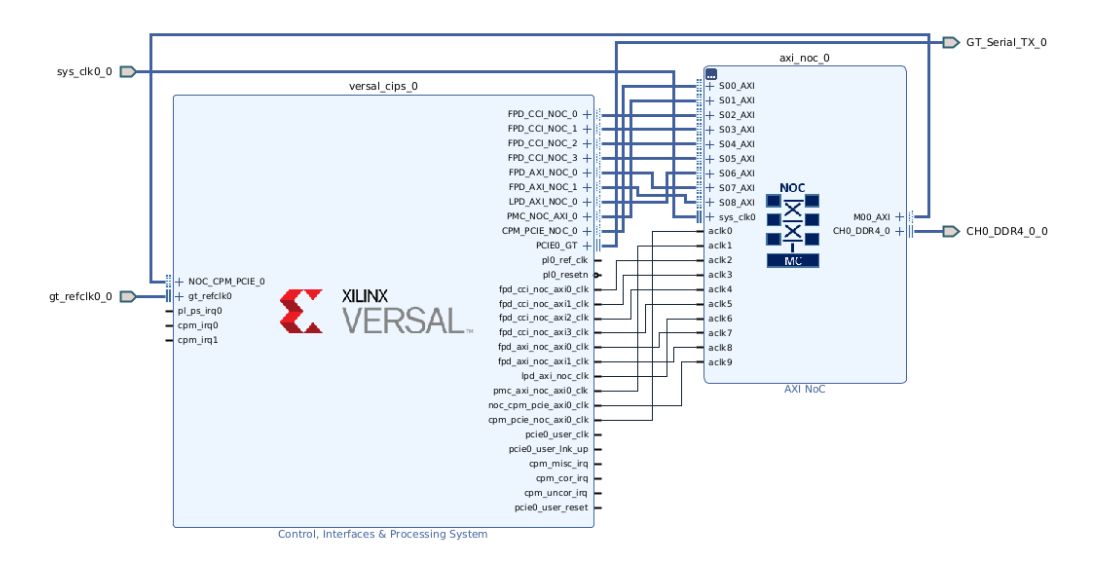 GT_Serial_TX_0
sys_clk0_0
versal_cips_0
axi_noc_0
FPD_CCI_NOC_0
FPD_CCI_NOC_1
FPD_CCI_NOC_2
FPD_CCI_NOC_3
FPD_AXI_NOC_0
FPD_AXI_NOC_1
LPD_AXI_NOC_0
PMC_NOC_AXI_0
CPM_PCIE_NOC_0
PCIE0_GT
pl0_ref_clk
pl0_resetn
fpd_cci_noc_axi0_clk
fpd_cci_noc_axi1_clk
fpd_cci_noc_axi2_clk
fpd_cci_noc_axi3_clk
fpd_axi_noc_axi0_clk
fpd_axi_noc_axi1_clk
lpd_axi_noc_clk
pmc_axi_noc_axi0_clk
noc_cpm_pcie_axi0_clk
cpm_pcie_noc_axi0_clk
pcie0_user_clk
pcie0_user_lnk_up
cpm_misc_irq
cpm_cor_irq
cpm_uncor_irq
pcie0_user_reset
NOC_CPM_PCIE_0
gt_refclk0_0
gt_refclk0
pl_ps_irq0
cpm_irq0
cpm_irq1
XILINX
VERSAL™
Control, Interfaces & Processing System
S00_AXI
S01_AXI
S02_AXI
S03_AXI
S04_AXI
S05_AXI
S06_AXI
S07_AXI
S08_AXI
sys_clk0
aclk0
aclk1
aclk2
aclk3
aclk4
aclk5
aclk6
aclk7
aclk8
aclk9
NOC
MC
M00_AXI
CH0_DDR4_0
CH0_DDR4_0_0
AXI NoC